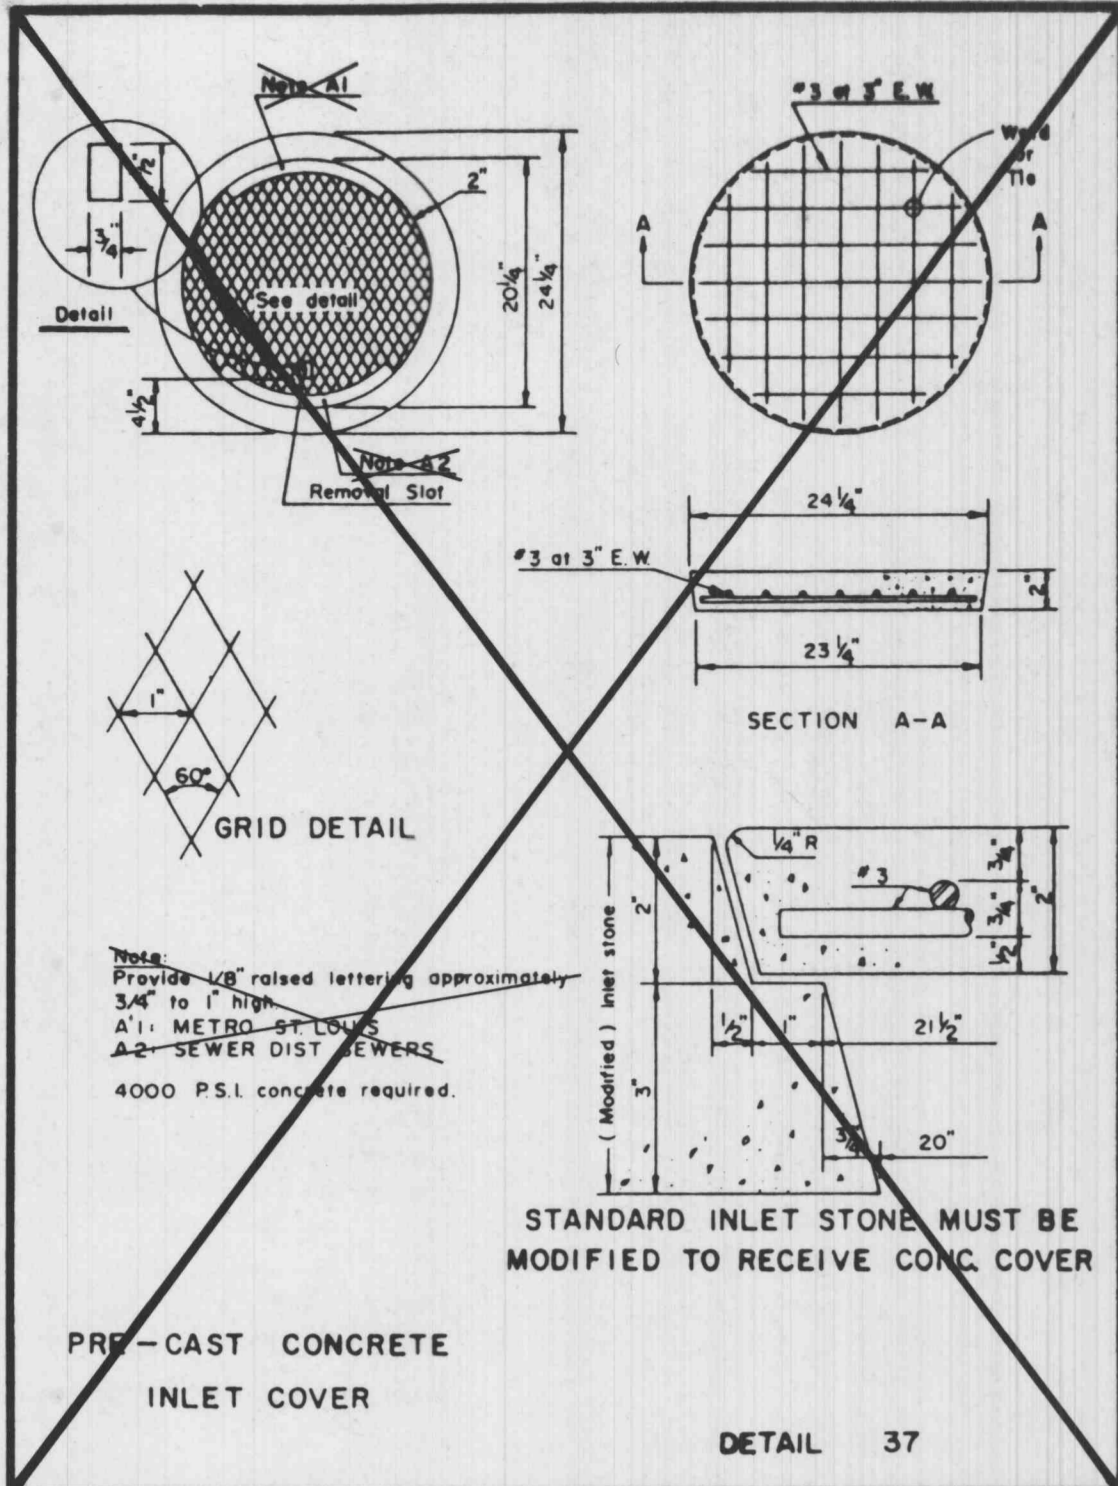 Note A1
#3 at 3" E.W.
Weld
or
Tie
1/2"
3/4"
Detail
2"
See detail
20 1/4"
24 1/4"
4 1/2"
A
A
Note A2
Removal Slot
24 1/4"
#3 at 3" E.W.
2"
23 1/4"
SECTION A-A
1"
60°
GRID DETAIL
1/4" R
#3
3/4"
3/4"
1/2"
2"
2"
(Modified) Inlet stone
1/2"
1"
21 1/2"
3"
3/4"
20"
Note:
Provide 1/8" raised lettering approximately
3/4" to 1" high.
A1: METRO ST. LOUIS
A2: SEWER DIST SEWERS
4000 P.S.I. concrete required.
STANDARD INLET STONE MUST BE
MODIFIED TO RECEIVE CONC. COVER
PRE-CAST CONCRETE
INLET COVER
DETAIL 37